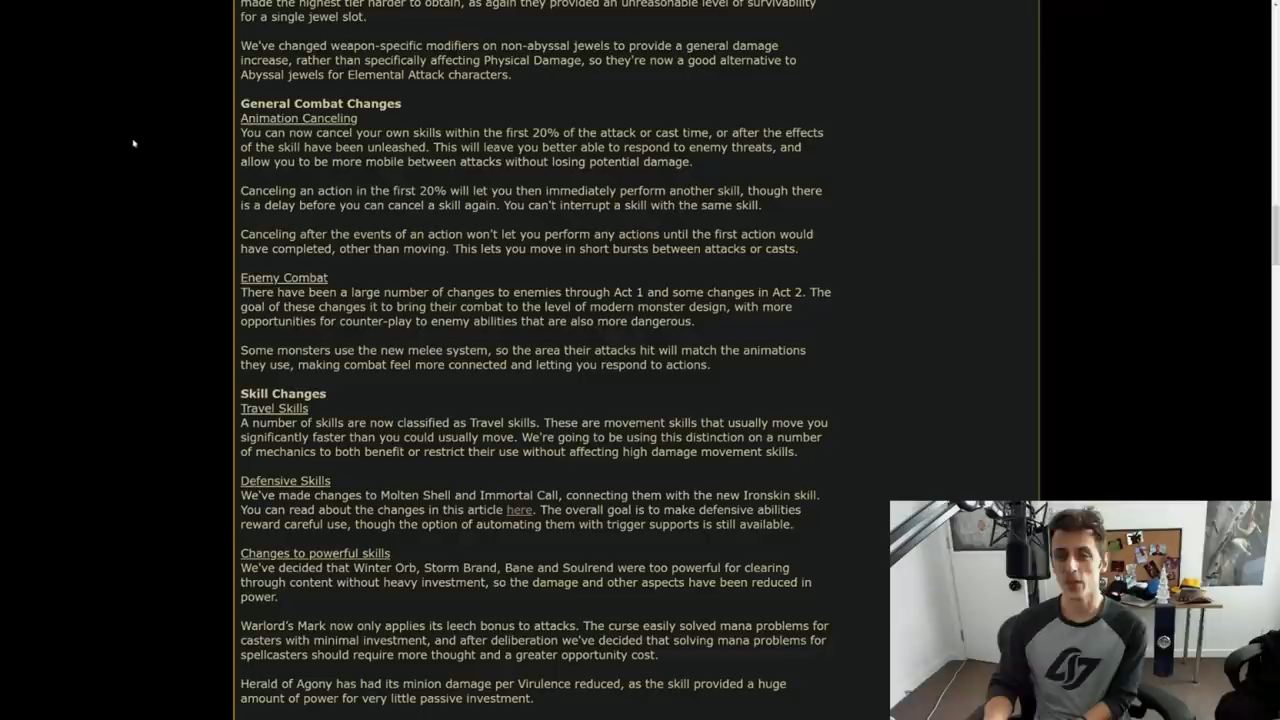 made the highest tier harder to obtain, as again they provided an unreasonable level of survivability
for a single jewel slot.
We've changed weapon-specific modifiers on non-abyssal jewels to provide a general damage
increase, rather than specifically affecting Physical Damage, so they're now a good alternative to
Abyssal jewels for Elemental Attack characters.
General Combat Changes
Animation Canceling
You can now cancel your own skills within the first 20% of the attack or cast time, or after the effects
of the skill have been unleashed. This will leave you better able to respond to enemy threats, and
allow you to be more mobile between attacks without losing potential damage.
Canceling an action in the first 20% will let you then immediately perform another skill, though there
is a delay before you can cancel a skill again. You can't interrupt a skill with the same skill.
Canceling after the events of an action won't let you perform any actions until the first action would
have completed, other than moving. This lets you move in short bursts between attacks or casts.
Enemy Combat
There have been a large number of changes to enemies through Act 1 and some changes in Act 2. The
goal of these changes it to bring their combat to the level of modern monster design, with more
opportunities for counter-play to enemy abilities that are also more dangerous.
Some monsters use the new melee system, so the area their attacks hit will match the animations
they use, making combat feel more connected and letting you respond to actions.
Skill Changes
Travel Skills
A number of skills are now classified as Travel skills. These are movement skills that usually move you
significantly faster than you could usually move. We're going to be using this distinction on a number
of mechanics to both benefit or restrict their use without affecting high damage movement skills.
Defensive Skills
We've made changes to Molten Shell and Immortal Call, connecting them with the new Ironskin skill.
You can read about the changes in this article here. The overall goal is to make defensive abilities
reward careful use, though the option of automating them with trigger supports is still available.
Changes to powerful skills
We've decided that Winter Orb, Storm Brand, Bane and Soulrend were too powerful for clearing
through content without heavy investment, so the damage and other aspects have been reduced in
power.
Warlord's Mark now only applies its leech bonus to attacks. The curse easily solved mana problems for
casters with minimal investment, and after deliberation we've decided that solving mana problems for
spellcasters should require more thought and a greater opportunity cost.
Herald of Agony has had its minion damage per Virulence reduced, as the skill provided a huge
amount of power for very little passive investment.